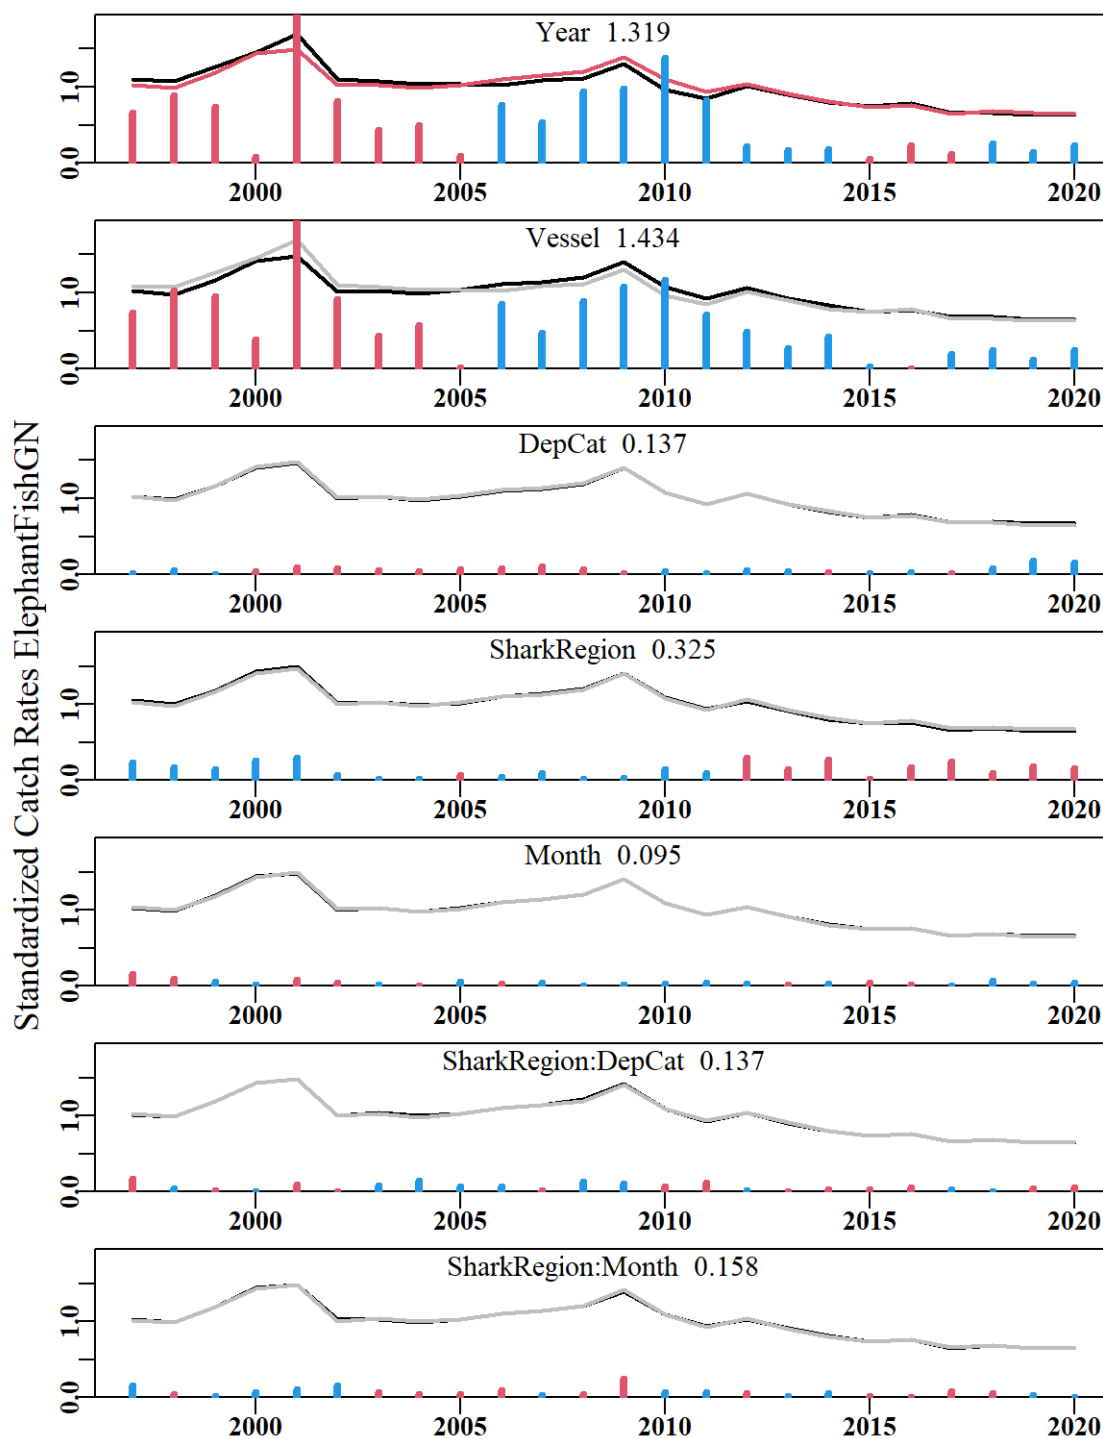 Standardized Catch Rates ElephantFishGN
Year 1.319
1.0
0.0
2000 2005 2010 2015 2020
Vessel 1.434
1.0
0.0
2000 2005 2010 2015 2020
DepCat 0.137
1.0
0.0
2000 2005 2010 2015 2020
SharkRegion 0.325
1.0
0.0
2000 2005 2010 2015 2020
Month 0.095
1.0
0.0
2000 2005 2010 2015 2020
SharkRegion:DepCat 0.137
1.0
0.0
2000 2005 2010 2015 2020
SharkRegion:Month 0.158
1.0
0.0
2000 2005 2010 2015 2020